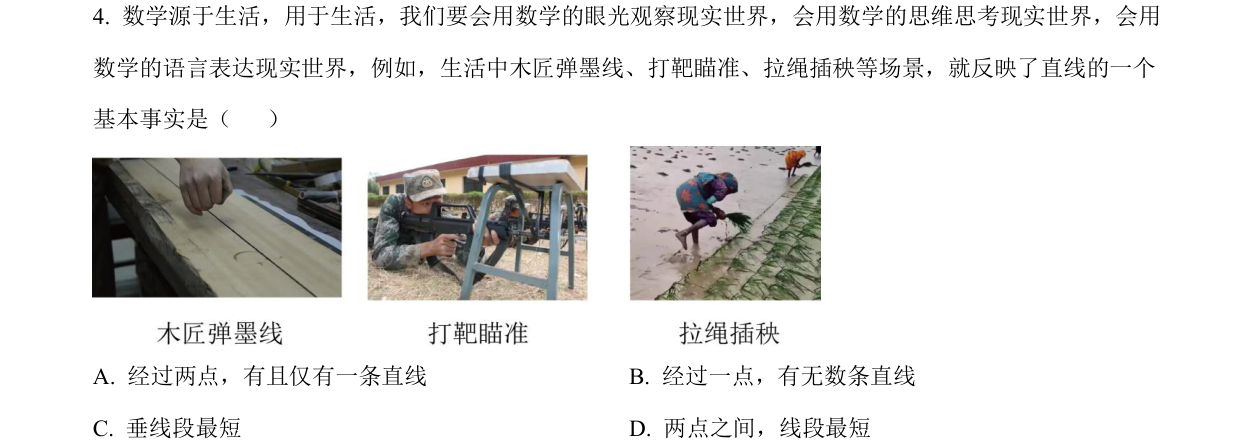 4. 数学源于生活，用于生活，我们要会用数学的眼光观察现实世界，会用数学的思维思考现实世界，会用
数学的语言表达现实世界，例如，生活中木匠弹墨线、打靶瞄准、拉绳插秧等场景，就反映了直线的一个
基本事实是（　　）
木匠弹墨线 打靶瞄准 拉绳插秧
A. 经过两点，有且仅有一条直线 B. 经过一点，有无数条直线
C. 垂线段最短 D. 两点之间，线段最短